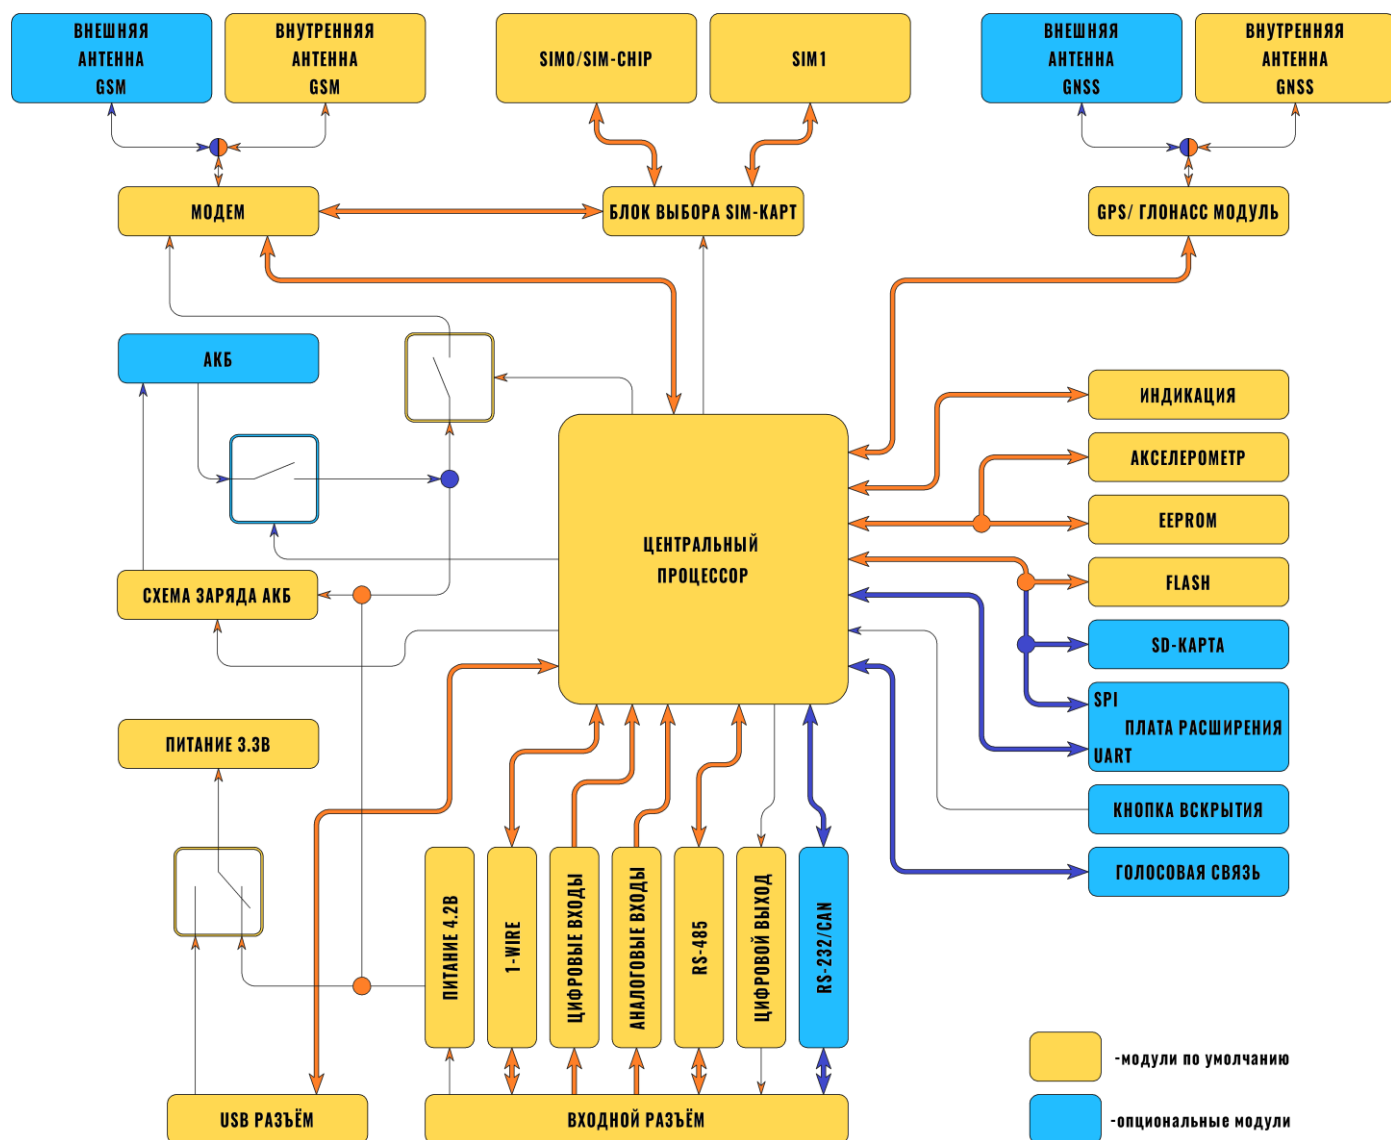 ВНЕШНЯЯ
АНТЕННА
GSM
ВНУТРЕННЯЯ
АНТЕННА
GSM
SIM0/SIM-CHIP
SIM1
ВНЕШНЯЯ
АНТЕННА
GNSS
ВНУТРЕННЯЯ
АНТЕННА
GNSS
МОДЕМ
БЛОК ВЫБОРА SIM-КАРТ
GPS/ ГЛОНАСС МОДУЛЬ
АКБ
ИНДИКАЦИЯ
АКСЕЛЕРОМЕТР
EEPROM
ЦЕНТРАЛЬНЫЙ
ПРОЦЕССОР
FLASH
СХЕМА ЗАРЯДА АКБ
SD-КАРТА
SPI
ПЛАТА РАСШИРЕНИЯ
UART
ПИТАНИЕ 3.3В
КНОПКА ВСКРЫТИЯ
ГОЛОСОВАЯ СВЯЗЬ
ПИТАНИЕ 4.2В
1-WIRE
ЦИФРОВЫЕ ВХОДЫ
АНАЛОГОВЫЕ ВХОДЫ
RS-485
ЦИФРОВОЙ ВЫХОД
RS-232/CAN
USB РАЗЪЁМ
ВХОДНОЙ РАЗЪЁМ
-модули по умолчанию
-опциональные модули